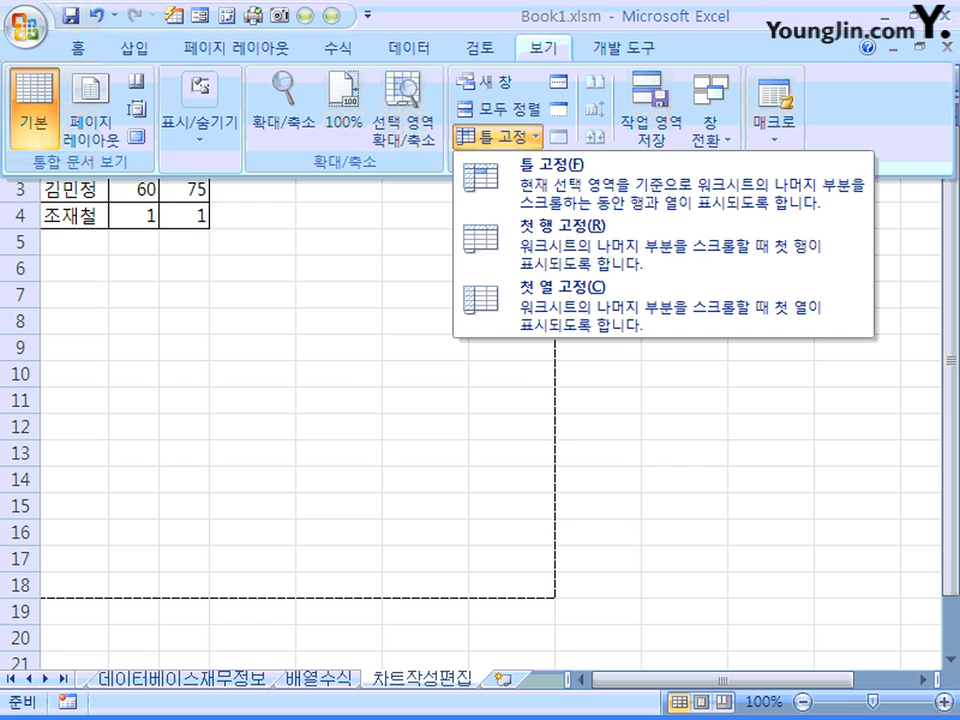 Book1.xlsm - Microsoft Excel
YoungJin.com Y.
홈 삽입 페이지 레이아웃 수식 데이터 검토 보기 개발 도구
기본
페이지
레이아웃
통합 문서 보기
표시/숨기기
확대/축소
100%
선택 영역
확대/축소
확대/축소
새 창
모두 정렬
틀 고정
작업 영역
저장
창
전환
매크로
틀 고정(F)
현재 선택 영역을 기준으로 워크시트의 나머지 부분을
스크롤하는 동안 행과 열이 표시되도록 합니다.
첫 행 고정(R)
워크시트의 나머지 부분을 스크롤할 때 첫 행이
표시되도록 합니다.
첫 열 고정(C)
워크시트의 나머지 부분을 스크롤할 때 첫 열이
표시되도록 합니다.
3 김민정 60 75
4 조재철 1 1
5
6
7
8
9
10
11
12
13
14
15
16
17
18
19
20
21
데이터베이스재무정보 배열수식 차트작성편집
준비 100%